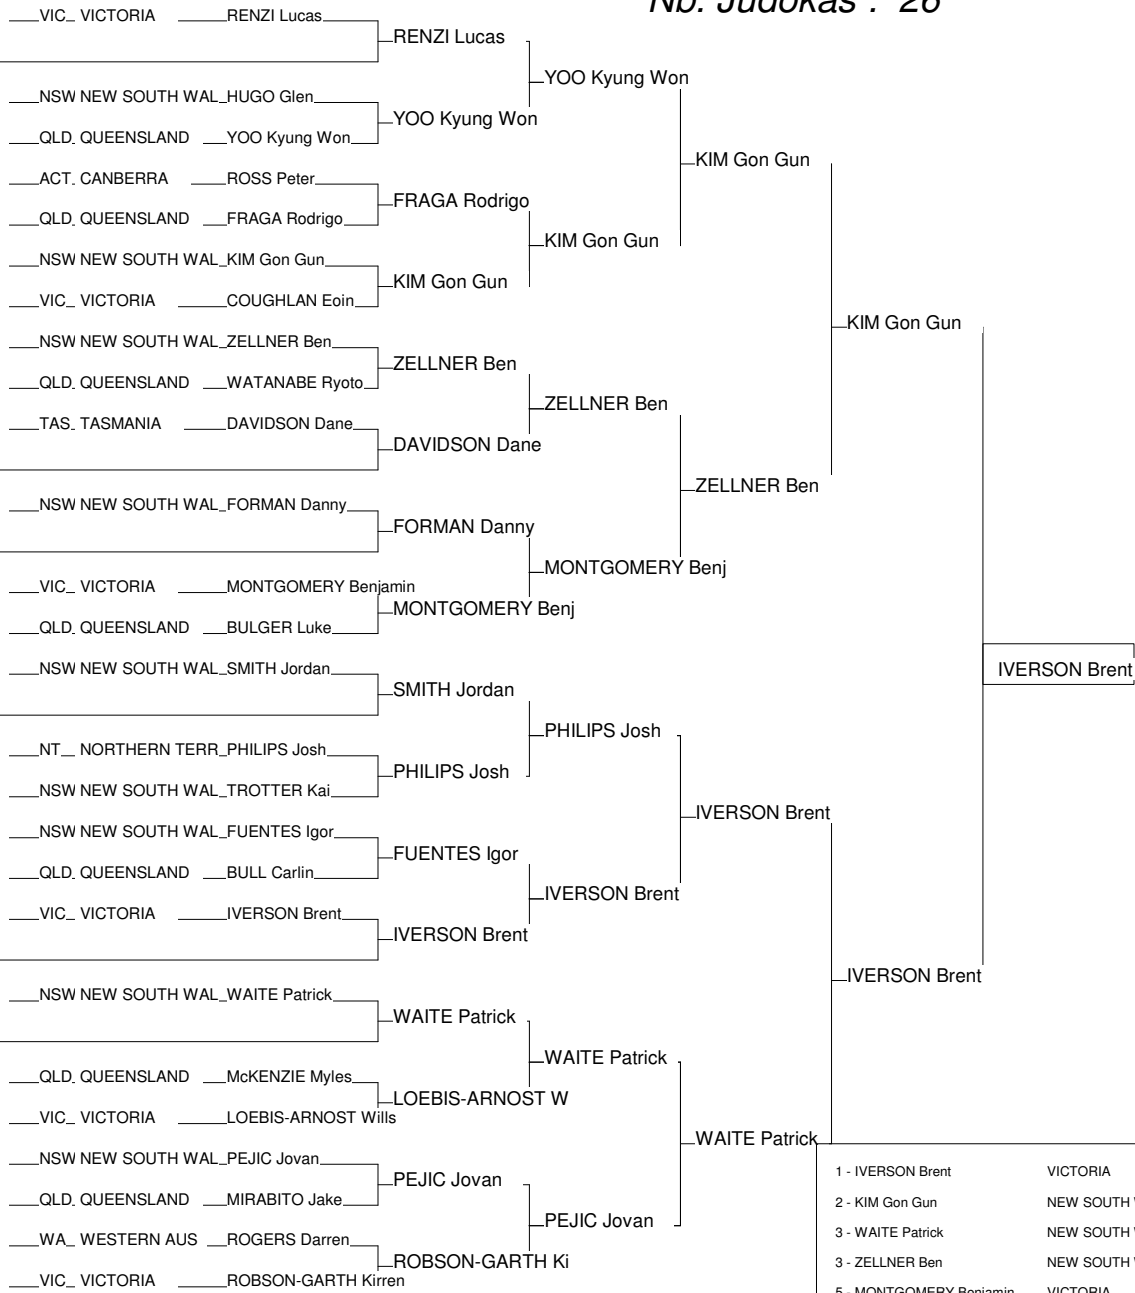 Nb. Judokas : 26
VIC VICTORIA RENZI Lucas
RENZI Lucas
YOO Kyung Won
NSW NEW SOUTH WAL HUGO Glen
YOO Kyung Won
QLD QUEENSLAND YOO Kyung Won
KIM Gon Gun
ACT CANBERRA ROSS Peter
FRAGA Rodrigo
QLD QUEENSLAND FRAGA Rodrigo
KIM Gon Gun
NSW NEW SOUTH WAL KIM Gon Gun
KIM Gon Gun
VIC VICTORIA COUGHLAN Eoin
KIM Gon Gun
NSW NEW SOUTH WAL ZELLNER Ben
ZELLNER Ben
QLD QUEENSLAND WATANABE Ryoto
ZELLNER Ben
TAS TASMANIA DAVIDSON Dane
DAVIDSON Dane
ZELLNER Ben
NSW NEW SOUTH WAL FORMAN Danny
FORMAN Danny
MONTGOMERY Benj
VIC VICTORIA MONTGOMERY Benjamin
MONTGOMERY Benj
QLD QUEENSLAND BULGER Luke
NSW NEW SOUTH WAL SMITH Jordan
IVERSON Brent
SMITH Jordan
PHILIPS Josh
NT NORTHERN TERR PHILIPS Josh
PHILIPS Josh
NSW NEW SOUTH WAL TROTTER Kai
IVERSON Brent
NSW NEW SOUTH WAL FUENTES Igor
FUENTES Igor
QLD QUEENSLAND BULL Carlin
IVERSON Brent
VIC VICTORIA IVERSON Brent
IVERSON Brent
IVERSON Brent
NSW NEW SOUTH WAL WAITE Patrick
WAITE Patrick
WAITE Patrick
QLD QUEENSLAND McKENZIE Myles
LOEBIS-ARNOST W
VIC VICTORIA LOEBIS-ARNOST Wills
WAITE Patrick
NSW NEW SOUTH WAL PEJIC Jovan
PEJIC Jovan
QLD QUEENSLAND MIRABITO Jake
PEJIC Jovan
WA WESTERN AUS ROGERS Darren
ROBSON-GARTH Ki
VIC VICTORIA ROBSON-GARTH Kirren
1 - IVERSON Brent VICTORIA
2 - KIM Gon Gun NEW SOUTH
3 - WAITE Patrick NEW SOUTH
3 - ZELLNER Ben NEW SOUTH
5 - MONTGOMERY Benjamin VICTORIA